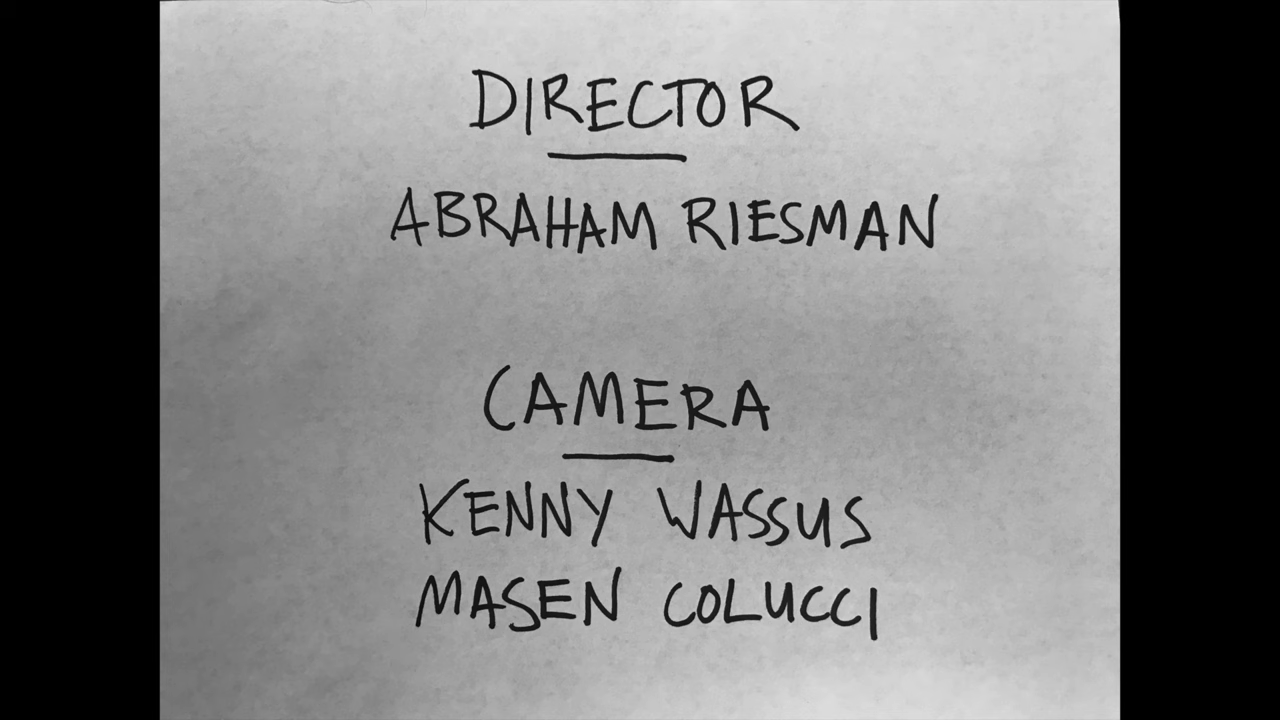 DIRECTOR
ABRAHAM RIESMAN
CAMERA
KENNY WASSUS
MASEN COLUCCI